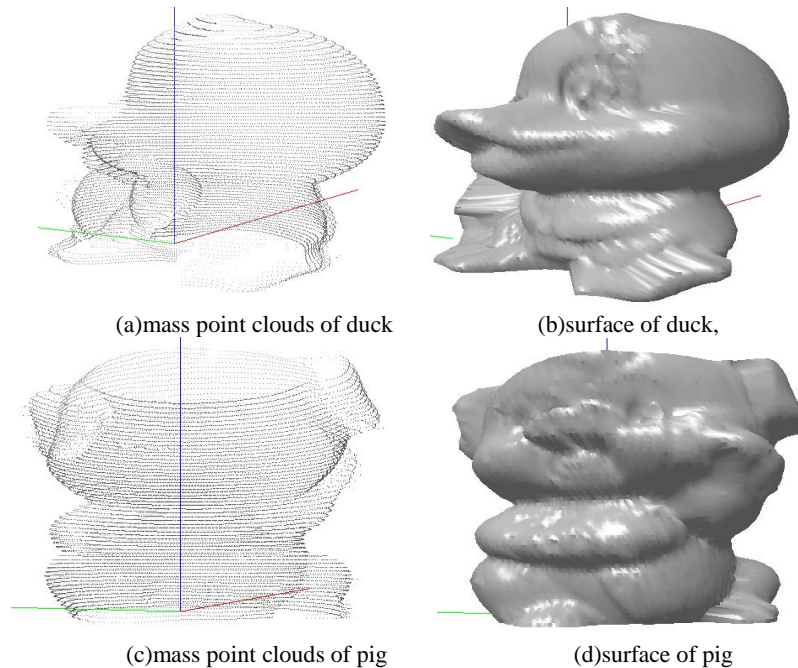 (a)mass point clouds of duck
(b)surface of duck,
(c)mass point clouds of pig
(d)surface of pig